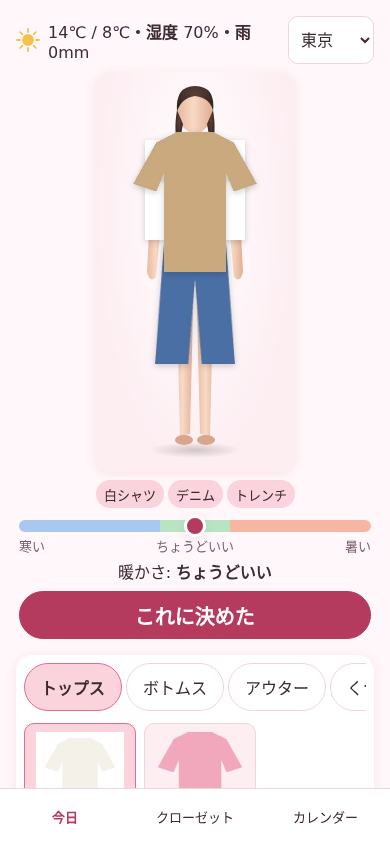 14℃ / 8℃ • 湿度 70% • 雨
0mm
東京
白シャツ デニム トレンチ
寒い ちょうどいい 暑い
暖かさ: ちょうどいい
これに決めた
トップス ボトムス アウター く
今日 クローゼット カレンダー